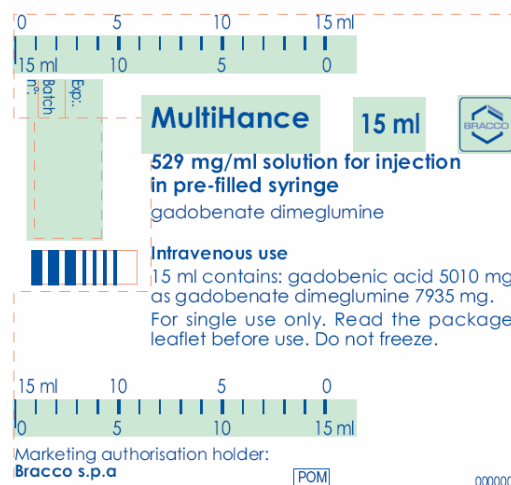 0 5 10 15 ml
15 ml 10 5 0
Exp:
Batch
n°:
MultiHance 15 ml
BRACCO
529 mg/ml solution for injection
in pre-filled syringe
gadobenate dimeglumine
Intravenous use
15 ml contains: gadobenic acid 5010 mg
as gadobenate dimeglumine 7935 mg.
For single use only. Read the package
leaflet before use. Do not freeze.
15 ml 10 5 0
0 5 10 15 ml
Marketing authorisation holder:
Bracco s.p.a
POM
000000